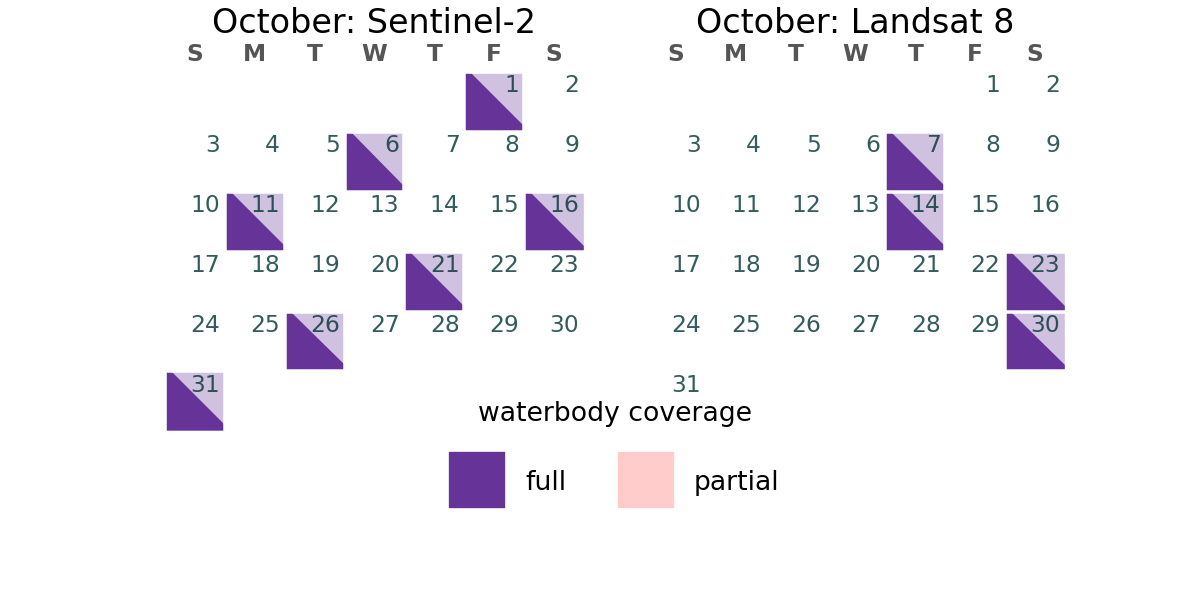 October: Sentinel-2
S M T W T F S
1 2
3 4 5 6 7 8 9
10 11 12 13 14 15 16
17 18 19 20 21 22 23
24 25 26 27 28 29 30
31
October: Landsat 8
S M T W T F S
1 2
3 4 5 6 7 8 9
10 11 12 13 14 15 16
17 18 19 20 21 22 23
24 25 26 27 28 29 30
31
waterbody coverage
full partial